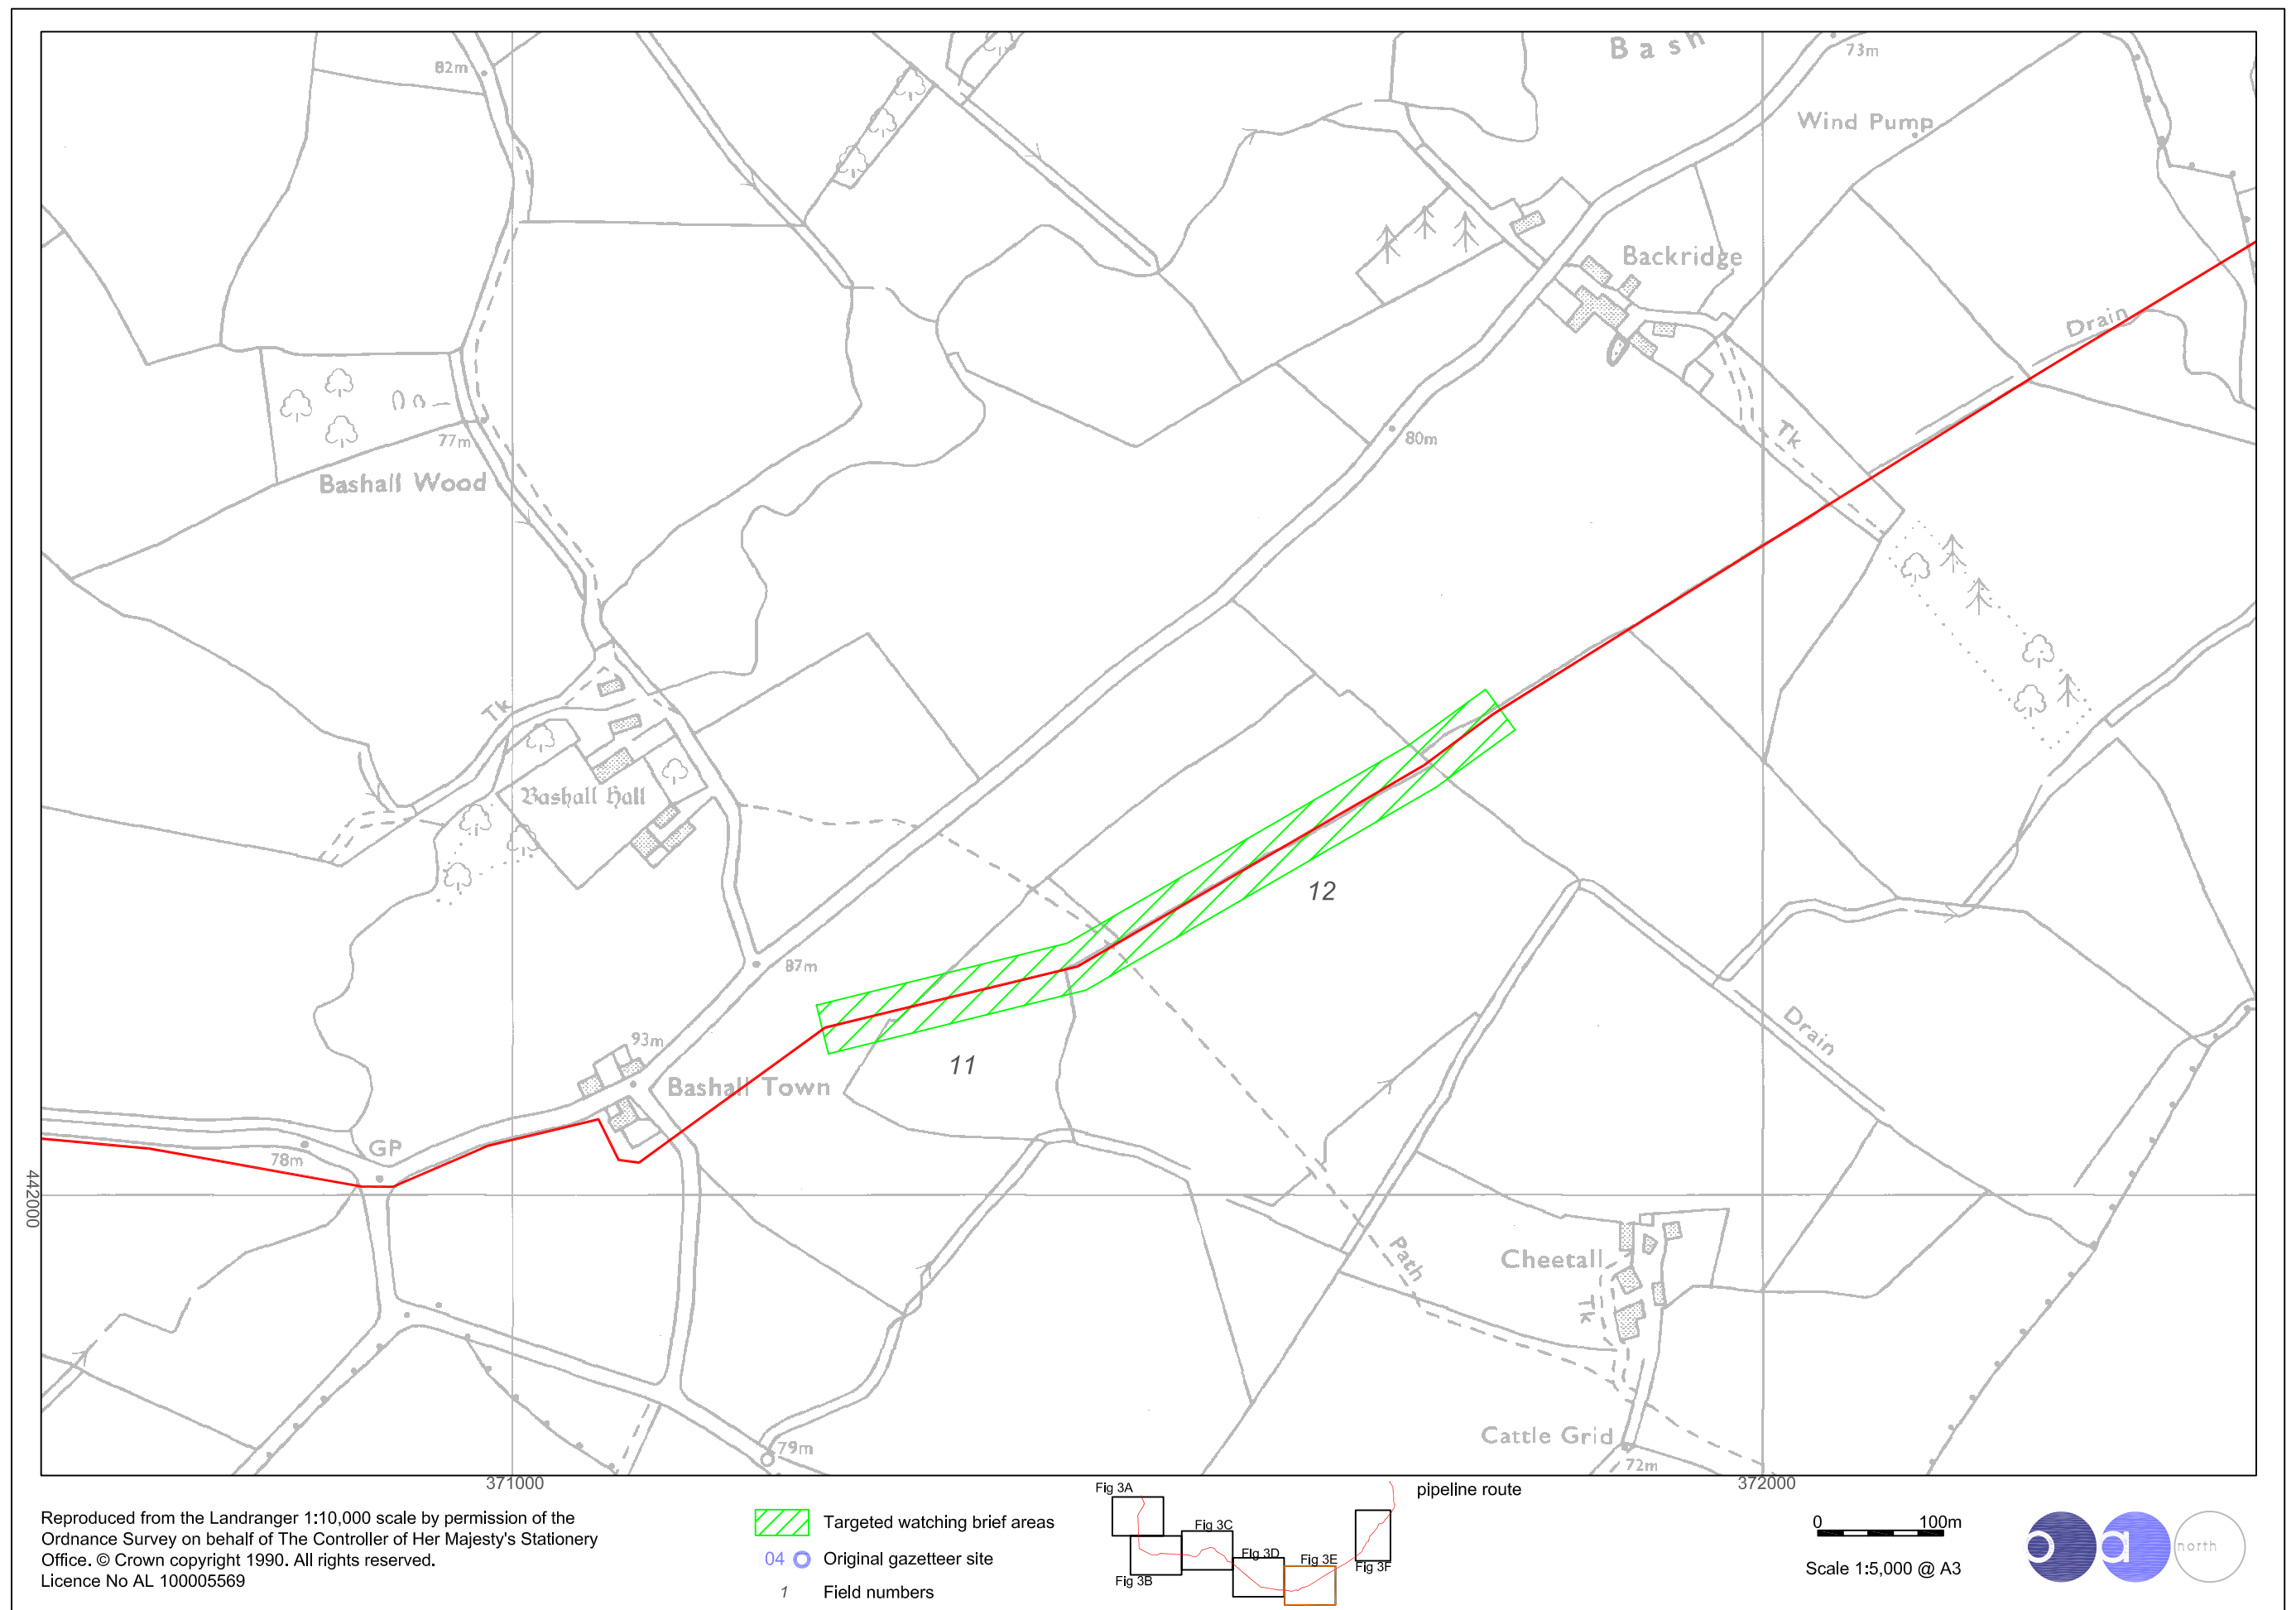 Bash
73m
82m
Wind Pump
Backridge
Drain
80m
Tk
77m
Bashall Wood
Tk
Bashall Hall
12
87m
93m
11
Bashall Town
Drain
GP
78m
442000
Path
Cheetall
Tk
Cattle Grid
79m
72m
371000
372000
Reproduced from the Landranger 1:10,000 scale by permission of the
Ordnance Survey on behalf of The Controller of Her Majesty's Stationery
Office. © Crown copyright 1990. All rights reserved.
Licence No AL 100005569
Targeted watching brief areas
04 Original gazetteer site
1 Field numbers
Fig 3A
Fig 3B
Fig 3C
Fig 3D
Fig 3E
Fig 3F
pipeline route
0 100m
Scale 1:5,000 @ A3
oa north